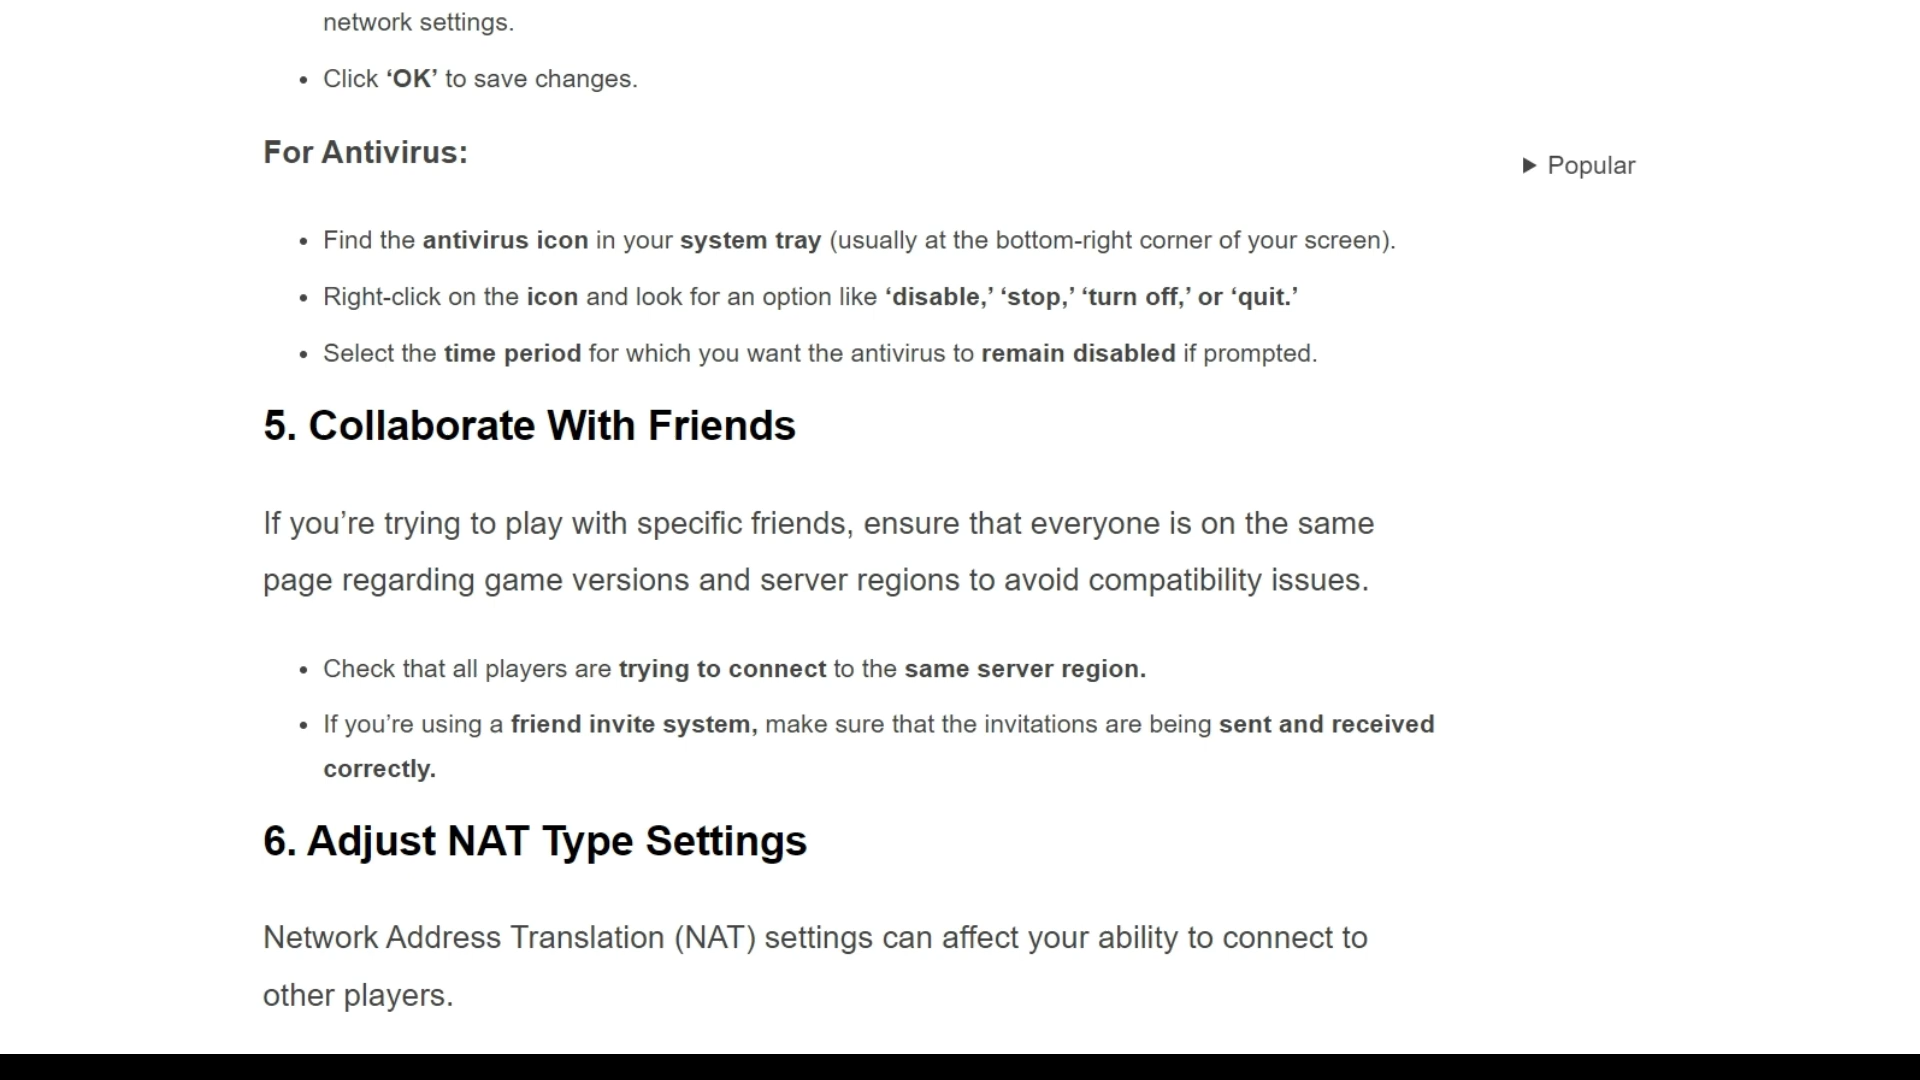 network settings.
• Click ‘OK’ to save changes.
For Antivirus:
▶ Popular
• Find the antivirus icon in your system tray (usually at the bottom-right corner of your screen).
• Right-click on the icon and look for an option like ‘disable,’ ‘stop,’ ‘turn off,’ or ‘quit.’
• Select the time period for which you want the antivirus to remain disabled if prompted.
5. Collaborate With Friends
If you’re trying to play with specific friends, ensure that everyone is on the same
page regarding game versions and server regions to avoid compatibility issues.
• Check that all players are trying to connect to the same server region.
• If you’re using a friend invite system, make sure that the invitations are being sent and received
correctly.
6. Adjust NAT Type Settings
Network Address Translation (NAT) settings can affect your ability to connect to
other players.